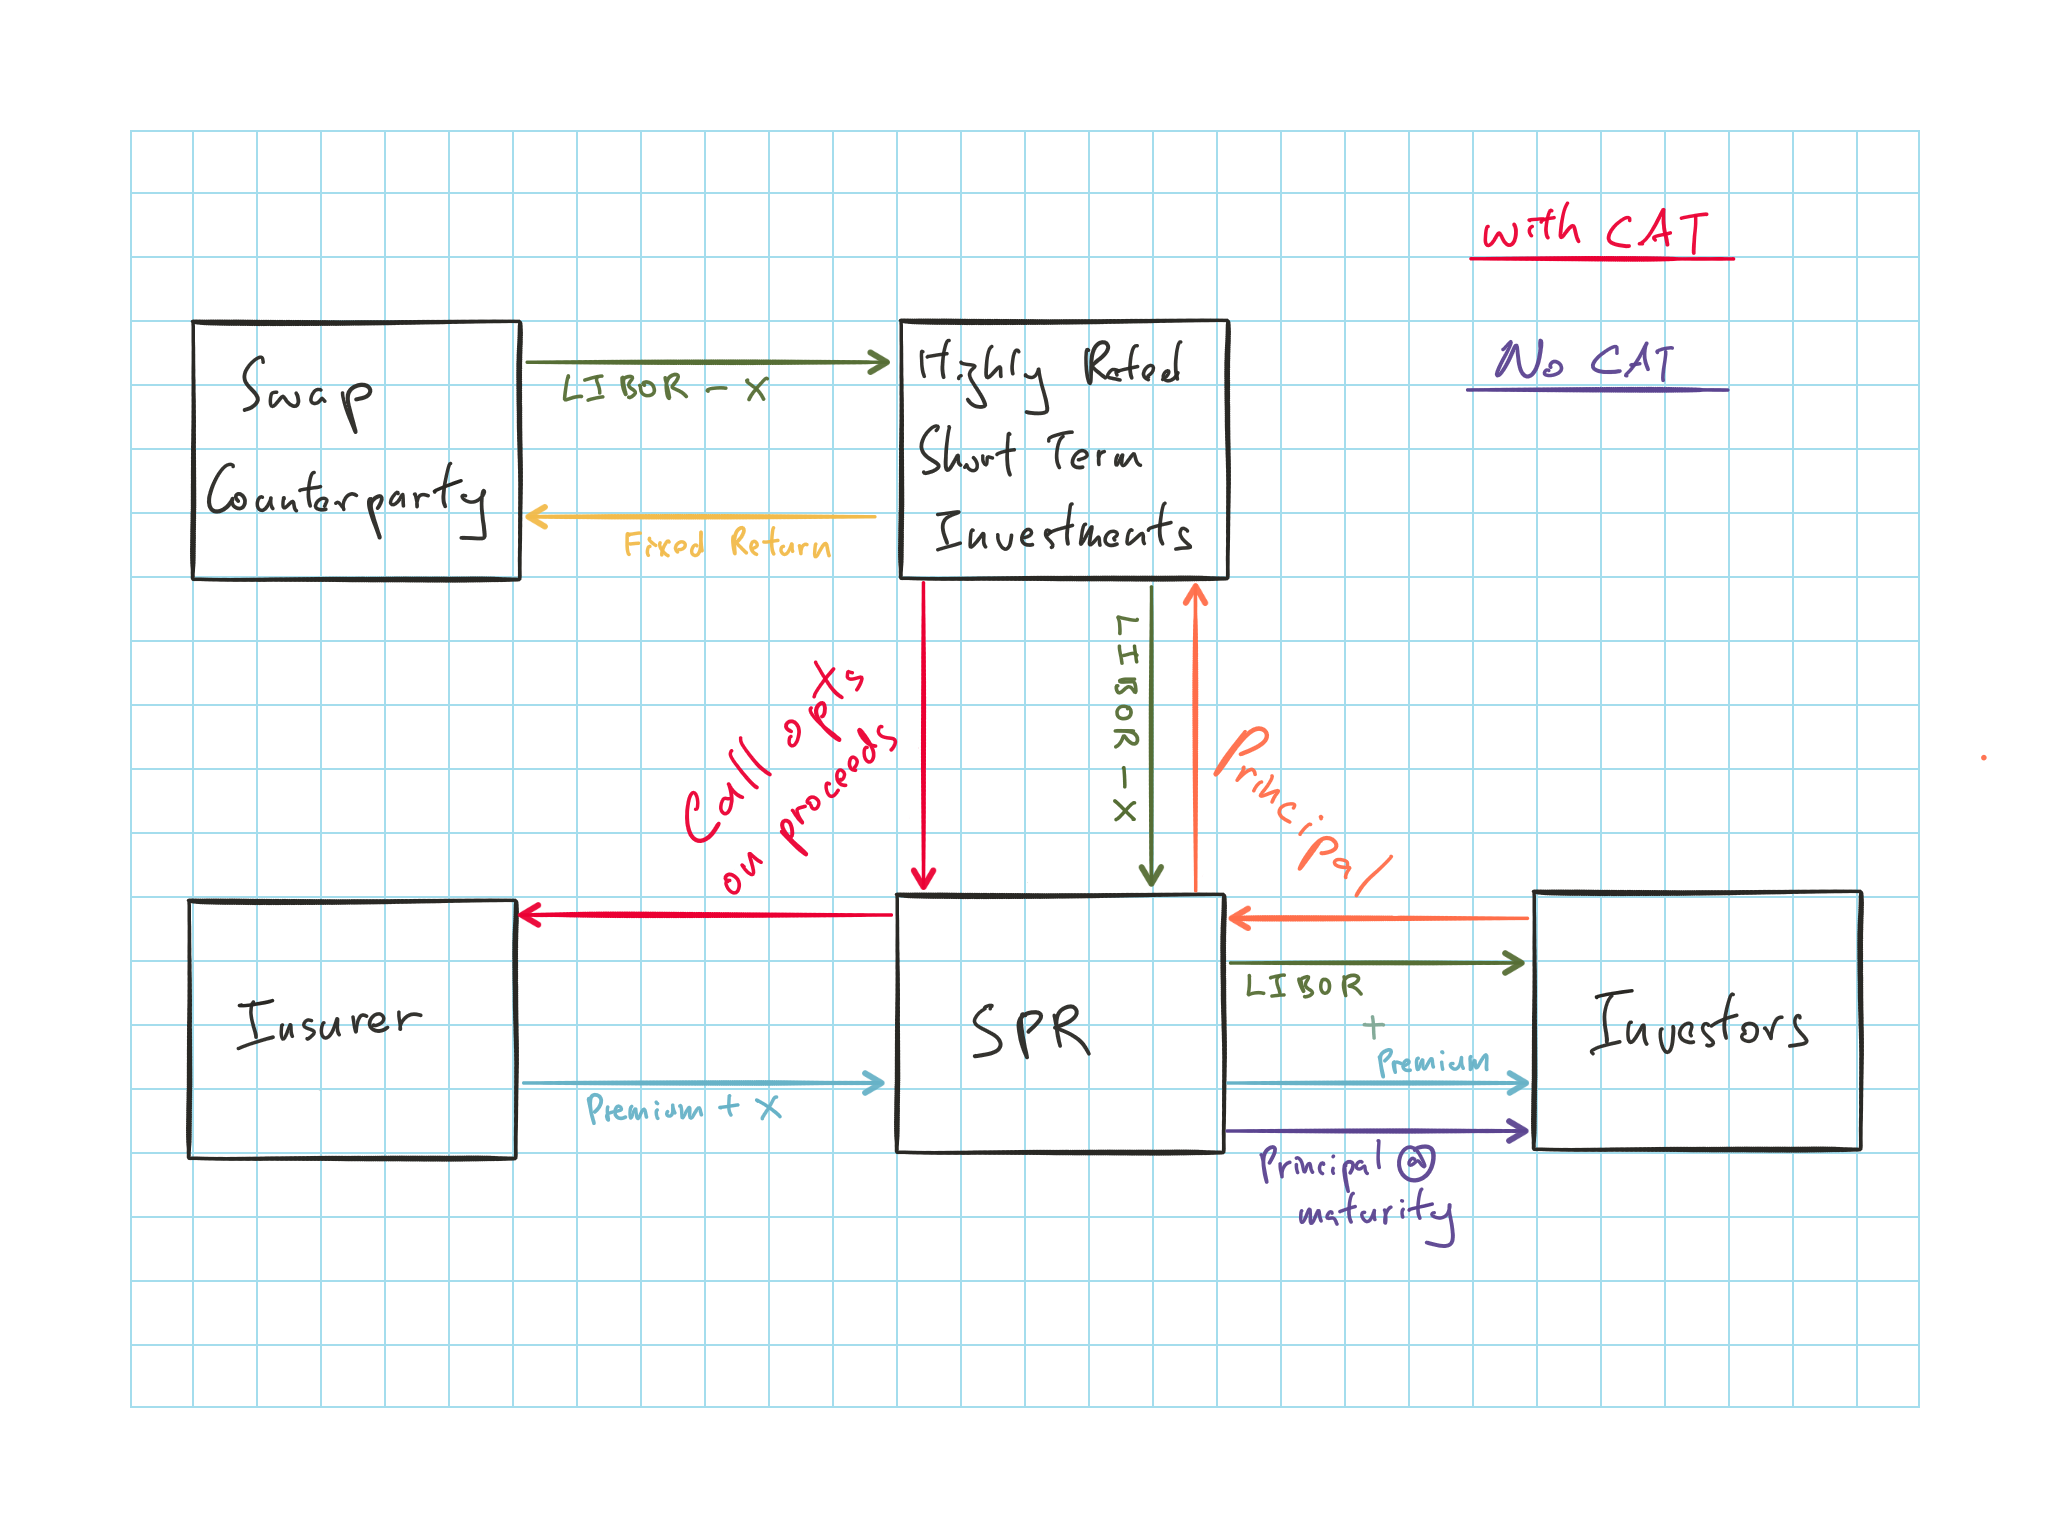 with CAT
No CAT
Swap
Counterparty
LIBOR - X
Fixed Return
Highly Rated
Short Term
Investments
Call opts
on proceeds
LIBOR - X
Principal
Insurer
Premium + X
SPR
LIBOR
+
Premium
Principal @
maturity
Investors